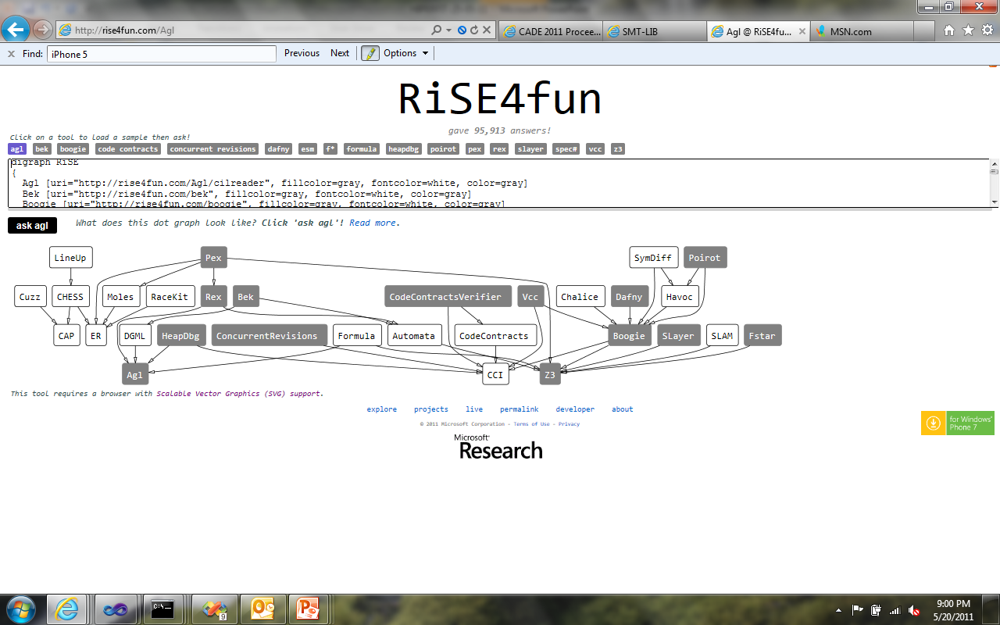 http://rise4fun.com/Agl
CADE 2011 Procee...
SMT-LIB
Agl @ RiSE4fu...
MSN.com
Find: iPhone 5 Previous Next Options
RiSE4fun
gave 95,913 answers!
Click on a tool to load a sample then ask!
agl bek boogie code contracts concurrent revisions dafny esm f* formula heapdbg poirot pex rex slayer spec# vcc z3
digraph RiSE
{
Agl [uri="http://rise4fun.com/Agl/cilreader", fillcolor=gray, fontcolor=white, color=gray]
Bek [uri="http://rise4fun.com/bek", fillcolor=gray, fontcolor=white, color=gray]
Boogie [uri="http://rise4fun.com/boogie", fillcolor=gray, fontcolor=white, color=gray]
ask agl What does this dot graph look like? Click 'ask agl'! Read more.
LineUp Pex SymDiff Poirot
Cuzz CHESS Moles RaceKit Rex Bek CodeContractsVerifier Vcc Chalice Dafny Havoc
CAP ER DGML HeapDbg ConcurrentRevisions Formula Automata CodeContracts Boogie SLayer SLAM Fstar
Agl CCI Z3
This tool requires a browser with Scalable Vector Graphics (SVG) support.
explore projects live permalink developer about
© 2011 Microsoft Corporation - Terms of Use - Privacy
for Windows®
Phone 7
Microsoft®
Research
C:\_
9
9:00 PM
5/20/2011